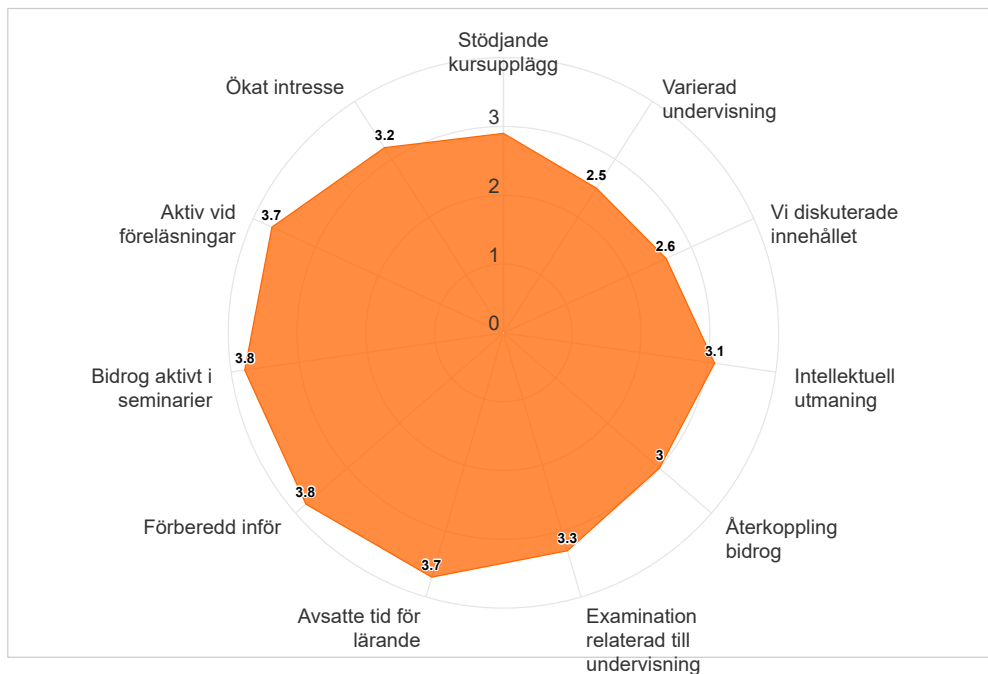 Stödjande
kursupplägg
Ökat intresse
Varierad
undervisning
3
3.2
2.5
2
Aktiv vid
föreläsningar
3.7
Vi diskuterade
innehållet
2.6
1
0
3.1
3.8
Bidrog aktivt i
seminarier
Intellektuell
utmaning
3
3.8
Förberedd inför
Återkoppling
bidrog
3.3
3.7
Avsatte tid för
lärande
Examination
relaterad till
undervisning